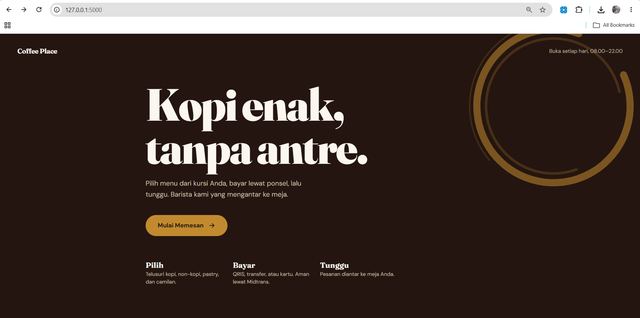 127.0.0.1:5000
All Bookmarks
Coffee Place
Buka setiap hari, 08.00–22.00
Kopi enak,
tanpa antre.
Pilih menu dari kursi Anda, bayar lewat ponsel, lalu
tunggu. Barista kami yang mengantar ke meja.
Mulai Memesan →
Pilih
Telusuri kopi, non-kopi, pastry,
dan camilan.
Bayar
QRIS, transfer, atau kartu. Aman
lewat Midtrans.
Tunggu
Pesanan diantar ke meja Anda.